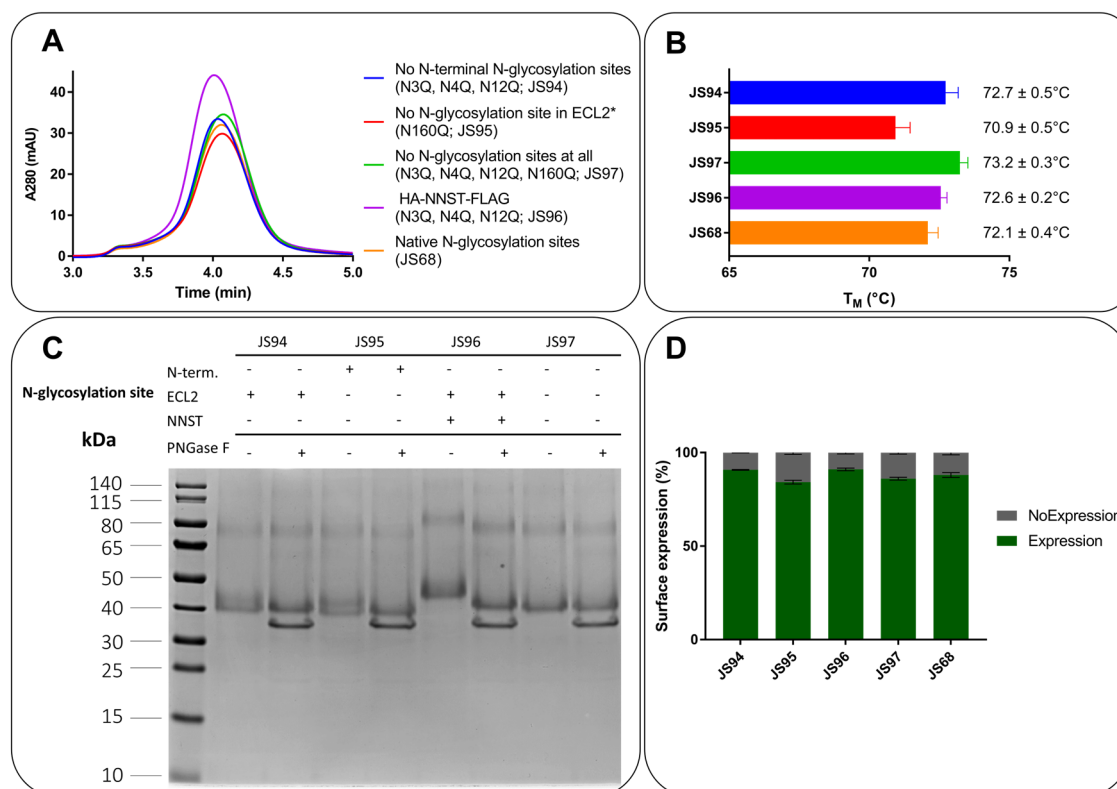 A
A280 (mAU)
40
30
20
10
0
3.0 3.5 4.0 4.5 5.0
Time (min)
No N-terminal N-glycosylation sites
(N3Q, N4Q, N12Q; JS94)
No N-glycosylation site in ECL2*
(N160Q; JS95)
No N-glycosylation sites at all
(N3Q, N4Q, N12Q, N160Q; JS97)
HA-NNST-FLAG
(N3Q, N4Q, N12Q; JS96)
Native N-glycosylation sites
(JS68)
B
JS94 72.7 ± 0.5°C
JS95 70.9 ± 0.5°C
JS97 73.2 ± 0.3°C
JS96 72.6 ± 0.2°C
JS68 72.1 ± 0.4°C
65 70 75
TM (°C)
C
JS94 JS95 JS96 JS97
N-term. - - + + - - - -
N-glycosylation site
ECL2 + + - - + + - -
NNST - - - - + + - -
kDa
PNGase F - + - + - + - +
140
115
80
65
50
40
30
25
15
10
D
Surface expression (%)
100
50
0
JS94 JS95 JS96 JS97 JS68
NoExpression
Expression